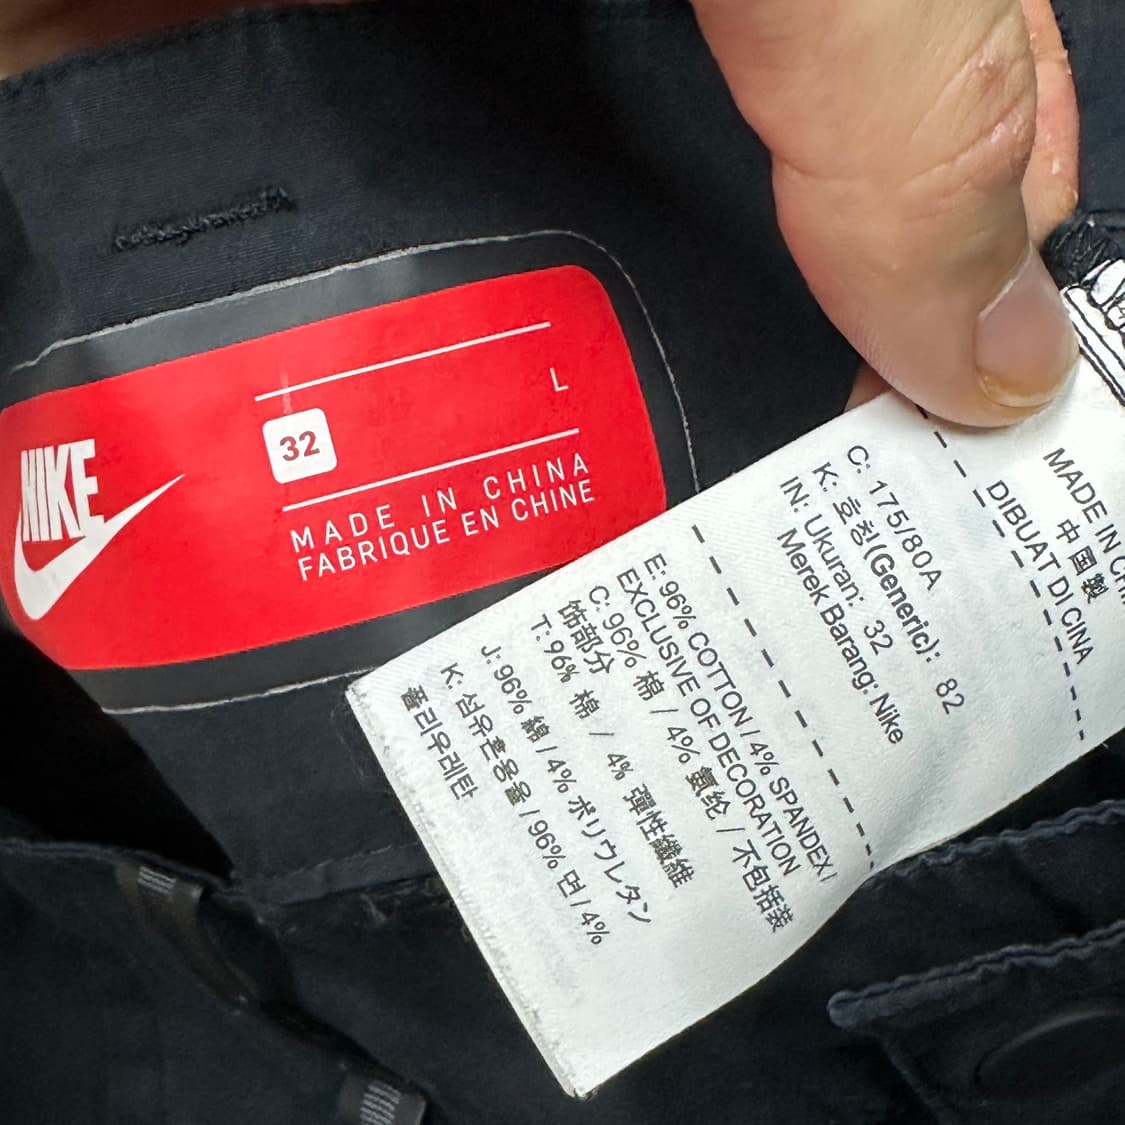 NIKE
L
32
MADE IN CHINA
FABRIQUE EN CHINE
MADE IN
中国製
DIBUAT DI CINA
C: 175/80A
K: 호칭(Generic): 82
IN: Ukuran: 32
Merek Barang: Nike
E: 96% COTTON / 4% SPANDEX/
EXCLUSIVE OF DECORATION
C: 96% 棉 / 4% 氨纶 / 不包括装
饰部分
T: 96% 棉 / 4% 彈性纖維
J: 96% 綿 / 4% ポリウレタン
K: 섬유혼용율 / 96% 면 / 4%
폴리우레탄